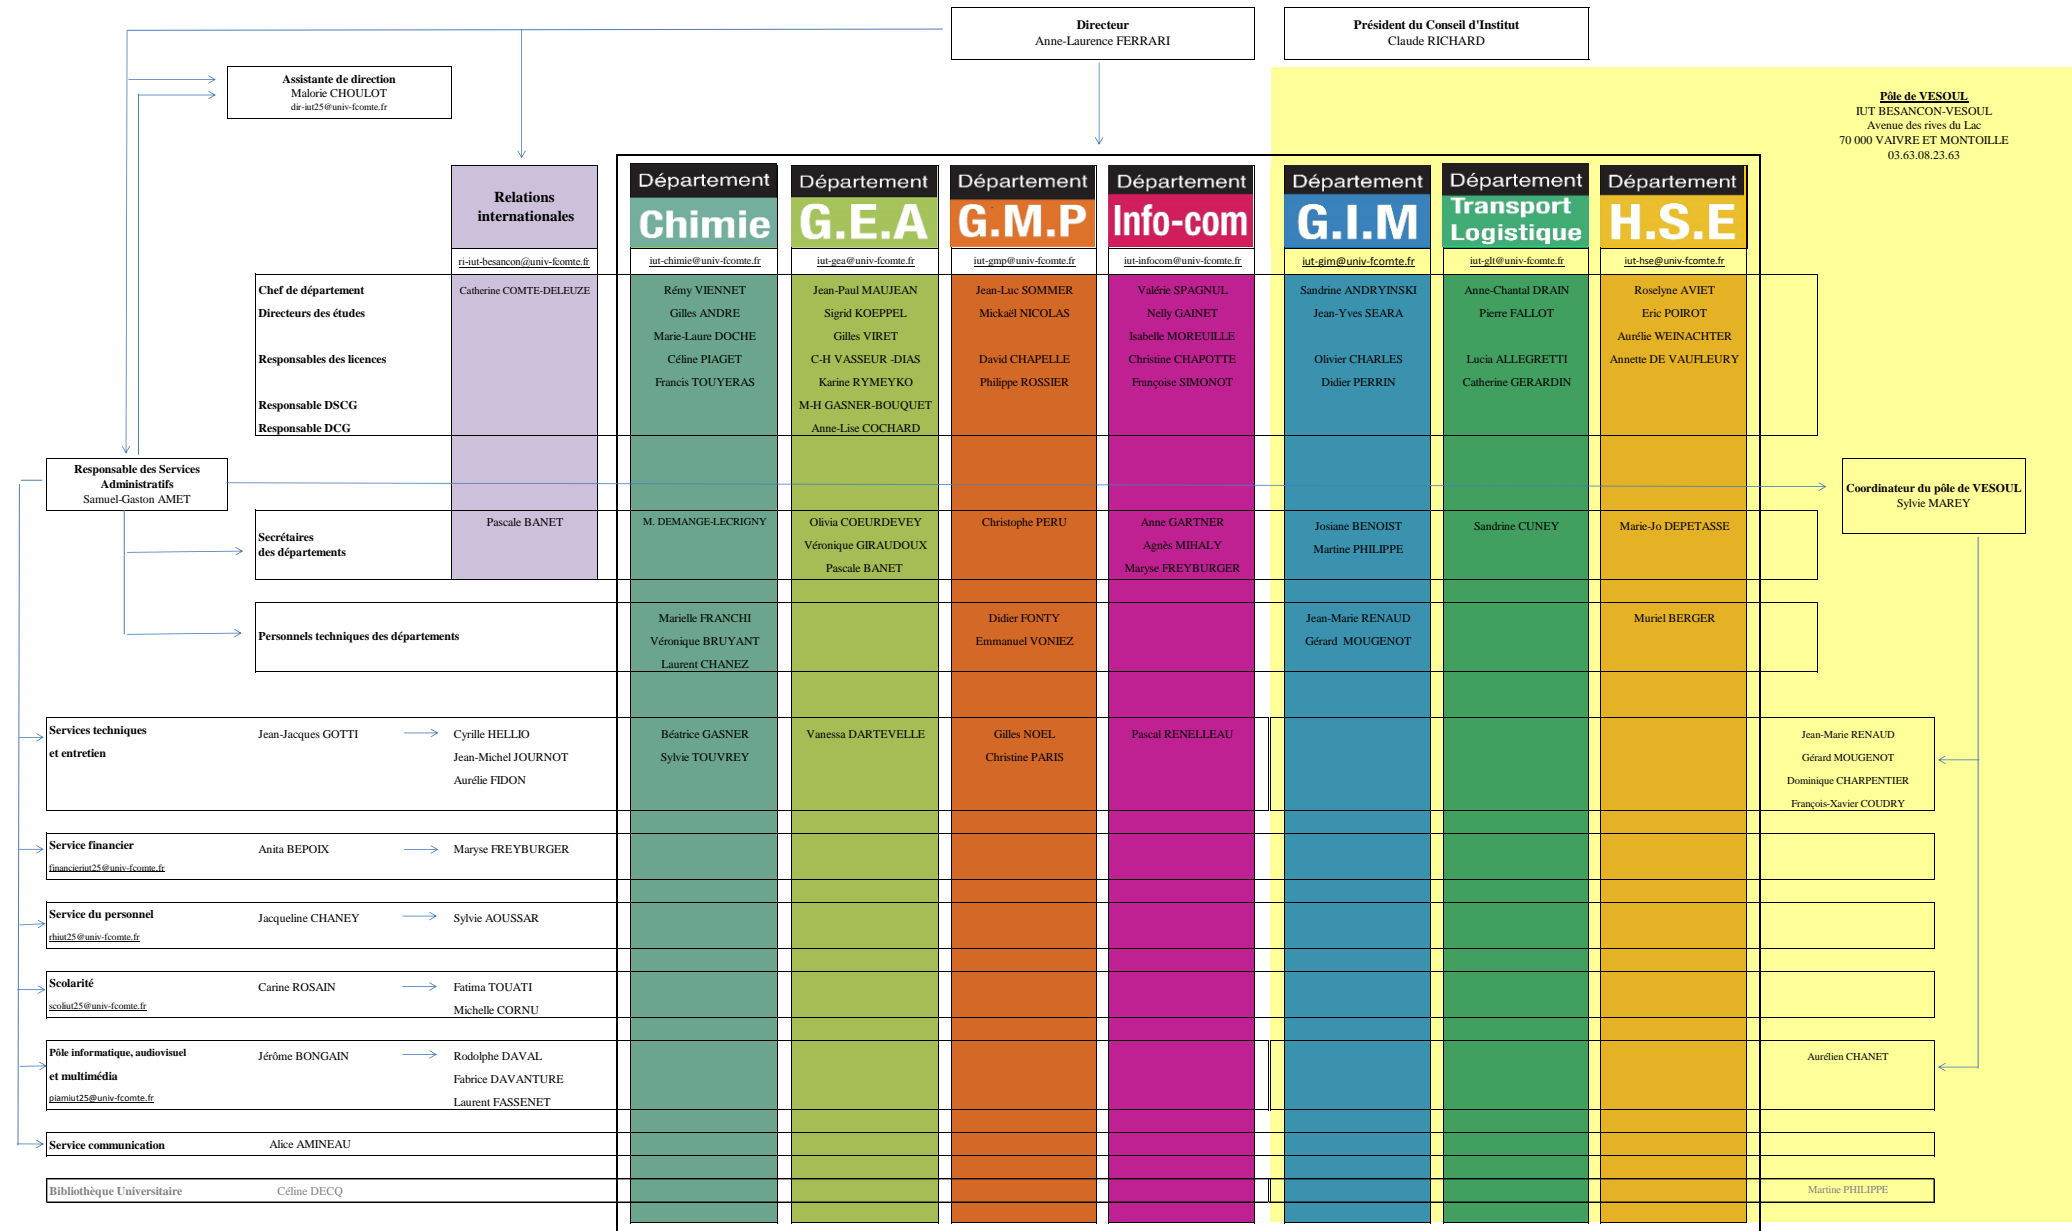 Directeur
Anne-Laurence FERRARI
Président du Conseil d'Institut
Claude RICHARD
Assistante de direction
Malorie CHOULOT
dir-iut25@univ-fcomte.fr
Pôle de VESOUL
IUT BESANCON-VESOUL
Avenue des rives du Lac
70 000 VAIVRE ET MONTOILLE
03.63.08.23.63
Relations
internationales
Département
Chimie
Département
G.E.A
Département
G.M.P
Département
Info-com
Département
G.I.M
Département
Transport
Logistique
Département
H.S.E
ri-iut-besancon@univ-fcomte.fr
iut-chimie@univ-fcomte.fr
iut-gea@univ-fcomte.fr
iut-gmp@univ-fcomte.fr
iut-infocom@univ-fcomte.fr
iut-gim@univ-fcomte.fr
iut-glt@univ-fcomte.fr
iut-hse@univ-fcomte.fr
Chef de département Catherine COMTE-DELEUZE Rémy VIENNET Jean-Paul MAUJEAN Jean-Luc SOMMER Valérie SPAGNUL Sandrine ANDRYINSKI Anne-Chantal DRAIN Roselyne AVIET
Directeurs des études Gilles ANDRE Sigrid KOEPPEL Mickaël NICOLAS Nelly GAINET Jean-Yves SEARA Pierre FALLOT Eric POIROT
Marie-Laure DOCHE Gilles VIRET Isabelle MOREUILLE Aurélie WEINACHTER
Responsables des licences Céline PIAGET C-H VASSEUR -DIAS David CHAPELLE Christine CHAPOTTE Olivier CHARLES Lucia ALLEGRETTI Annette DE VAUFLEURY
Francis TOUYERAS Karine RYMEYKO Philippe ROSSIER Françoise SIMONOT Didier PERRIN Catherine GERARDIN
Responsable DSCG M-H GASNER-BOUQUET
Responsable DCG Anne-Lise COCHARD
Responsable des Services
Administratifs
Samuel-Gaston AMET
Coordinateur du pôle de VESOUL
Sylvie MAREY
Secrétaires
des départements
Pascale BANET M. DEMANGE-LECRIGNY Olivia COEURDEVEY Christophe PERU Anne GARTNER Josiane BENOIST Sandrine CUNEY Marie-Jo DEPETASSE
Véronique GIRAUDOUX Agnès MIHALY Martine PHILIPPE
Pascale BANET Maryse FREYBURGER
Personnels techniques des départements
Marielle FRANCHI Didier FONTY Jean-Marie RENAUD Muriel BERGER
Véronique BRUYANT Emmanuel VONIEZ Gérard MOUGENOT
Laurent CHANEZ
Services techniques Jean-Jacques GOTTI Cyrille HELLIO Béatrice GASNER Vanessa DARTEVELLE Gilles NOEL Pascal RENELLEAU Jean-Marie RENAUD
et entretien Jean-Michel JOURNOT Sylvie TOUVREY Christine PARIS Gérard MOUGENOT
Aurélie FIDON Dominique CHARPENTIER
François-Xavier COUDRY
Service financier Anita BEPOIX Maryse FREYBURGER
financieriut25@univ-fcomte.fr
Service du personnel Jacqueline CHANEY Sylvie AOUSSAR
rhiut25@univ-fcomte.fr
Scolarité Carine ROSAIN Fatima TOUATI
scoliut25@univ-fcomte.fr Michelle CORNU
Pôle informatique, audiovisuel Jérôme BONGAIN Rodolphe DAVAL Aurélien CHANET
et multimédia Fabrice DAVANTURE
piamiut25@univ-fcomte.fr Laurent FASSENET
Service communication Alice AMINEAU
Bibliothèque Universitaire Céline DECQ Martine PHILIPPE